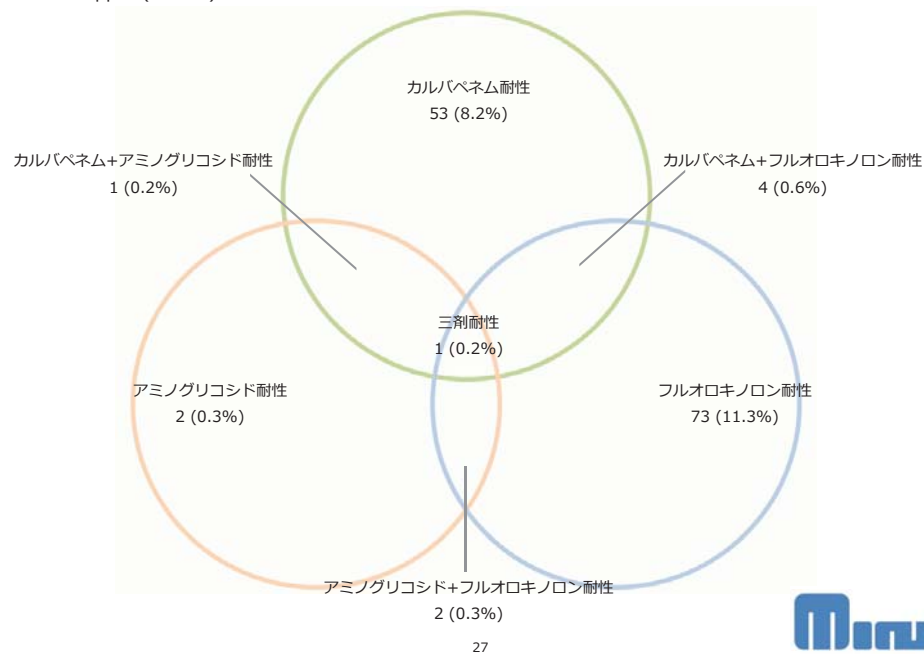 カルバペネム耐性
53 (8.2%)
カルバペネム+アミノグリコシド耐性
1 (0.2%)
カルバペネム+フルオロキノロン耐性
4 (0.6%)
三剤耐性
1 (0.2%)
アミノグリコシド耐性
2 (0.3%)
フルオロキノロン耐性
73 (11.3%)
アミノグリコシド+フルオロキノロン耐性
2 (0.3%)
27